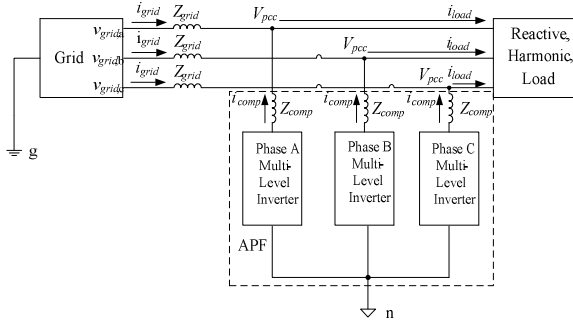 i_grid Z_grid V_pcc i_load
v_grida
i_grid Z_grid V_pcc i_load
Grid v_gridb
i_grid Z_grid V_pcc i_load
v_gridc
Reactive,
Harmonic,
Load
g
i_comp Z_comp i_comp Z_comp i_comp Z_comp
Phase A
Multi-
Level
Inverter
Phase B
Multi-
Level
Inverter
Phase C
Multi-
Level
Inverter
APF
n